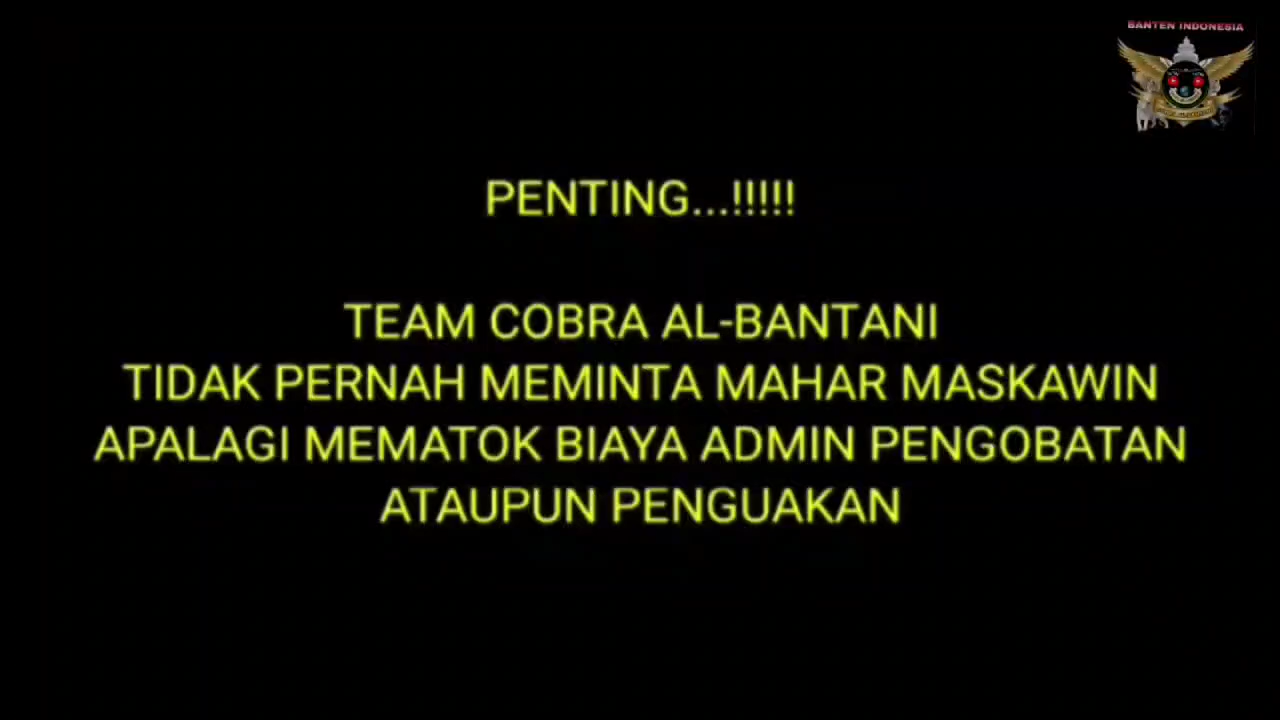 BANTEN INDONESIA
PENTING...!!!!!
TEAM COBRA AL-BANTANI
TIDAK PERNAH MEMINTA MAHAR MASKAWIN
APALAGI MEMATOK BIAYA ADMIN PENGOBATAN
ATAUPUN PENGUAKAN